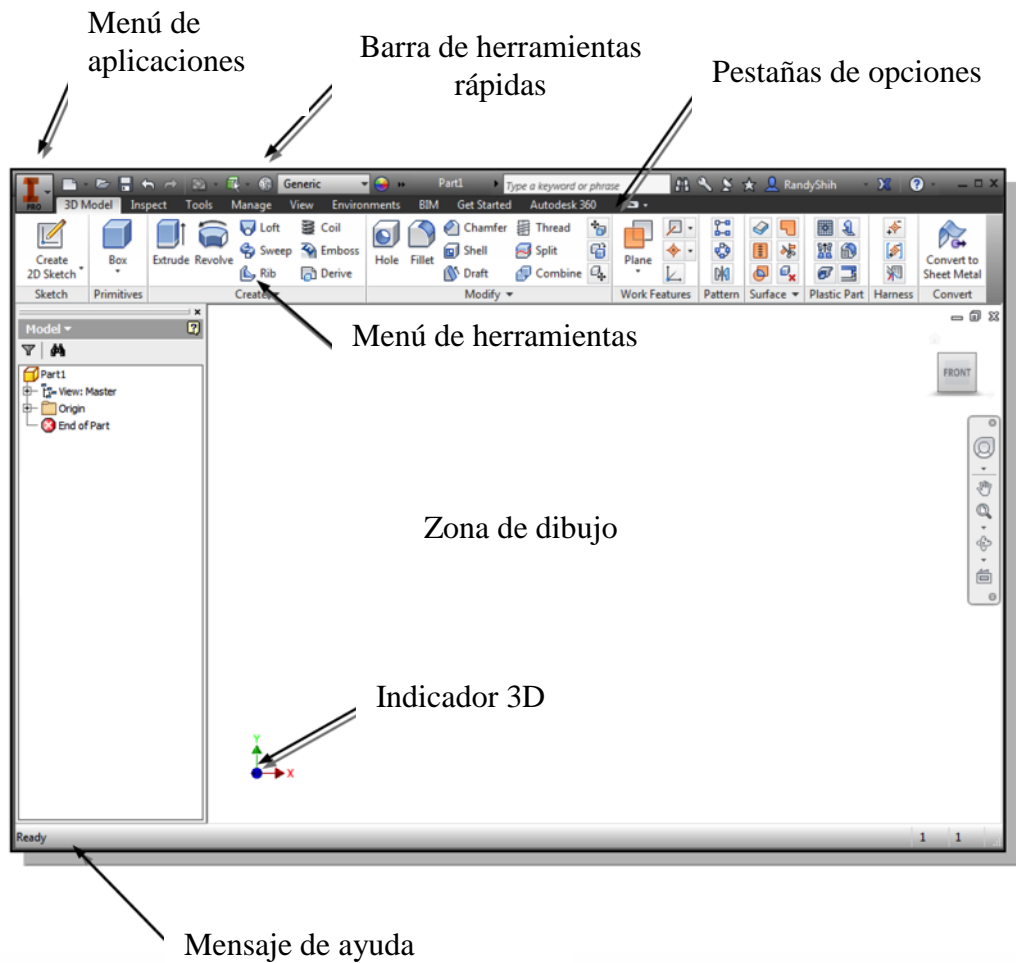 Menú de
aplicaciones
Barra de herramientas
rápidas
Pestañas de opciones
PRO
Generic
Part1
Type a keyword or phrase
RandyShih
3D Model Inspect Tools Manage View Environments BIM Get Started Autodesk 360
Create
2D Sketch
Box
Extrude Revolve
Loft
Sweep
Rib
Coil
Emboss
Derive
Hole Fillet
Chamfer
Shell
Draft
Thread
Split
Combine
Plane
Convert to
Sheet Metal
Sketch Primitives Create Modify Work Features Pattern Surface Plastic Part Harness Convert
Model
Part1
View: Master
Origin
End of Part
Menú de herramientas
FRONT
Zona de dibujo
Indicador 3D
Y
X
Ready
1 1
Mensaje de ayuda